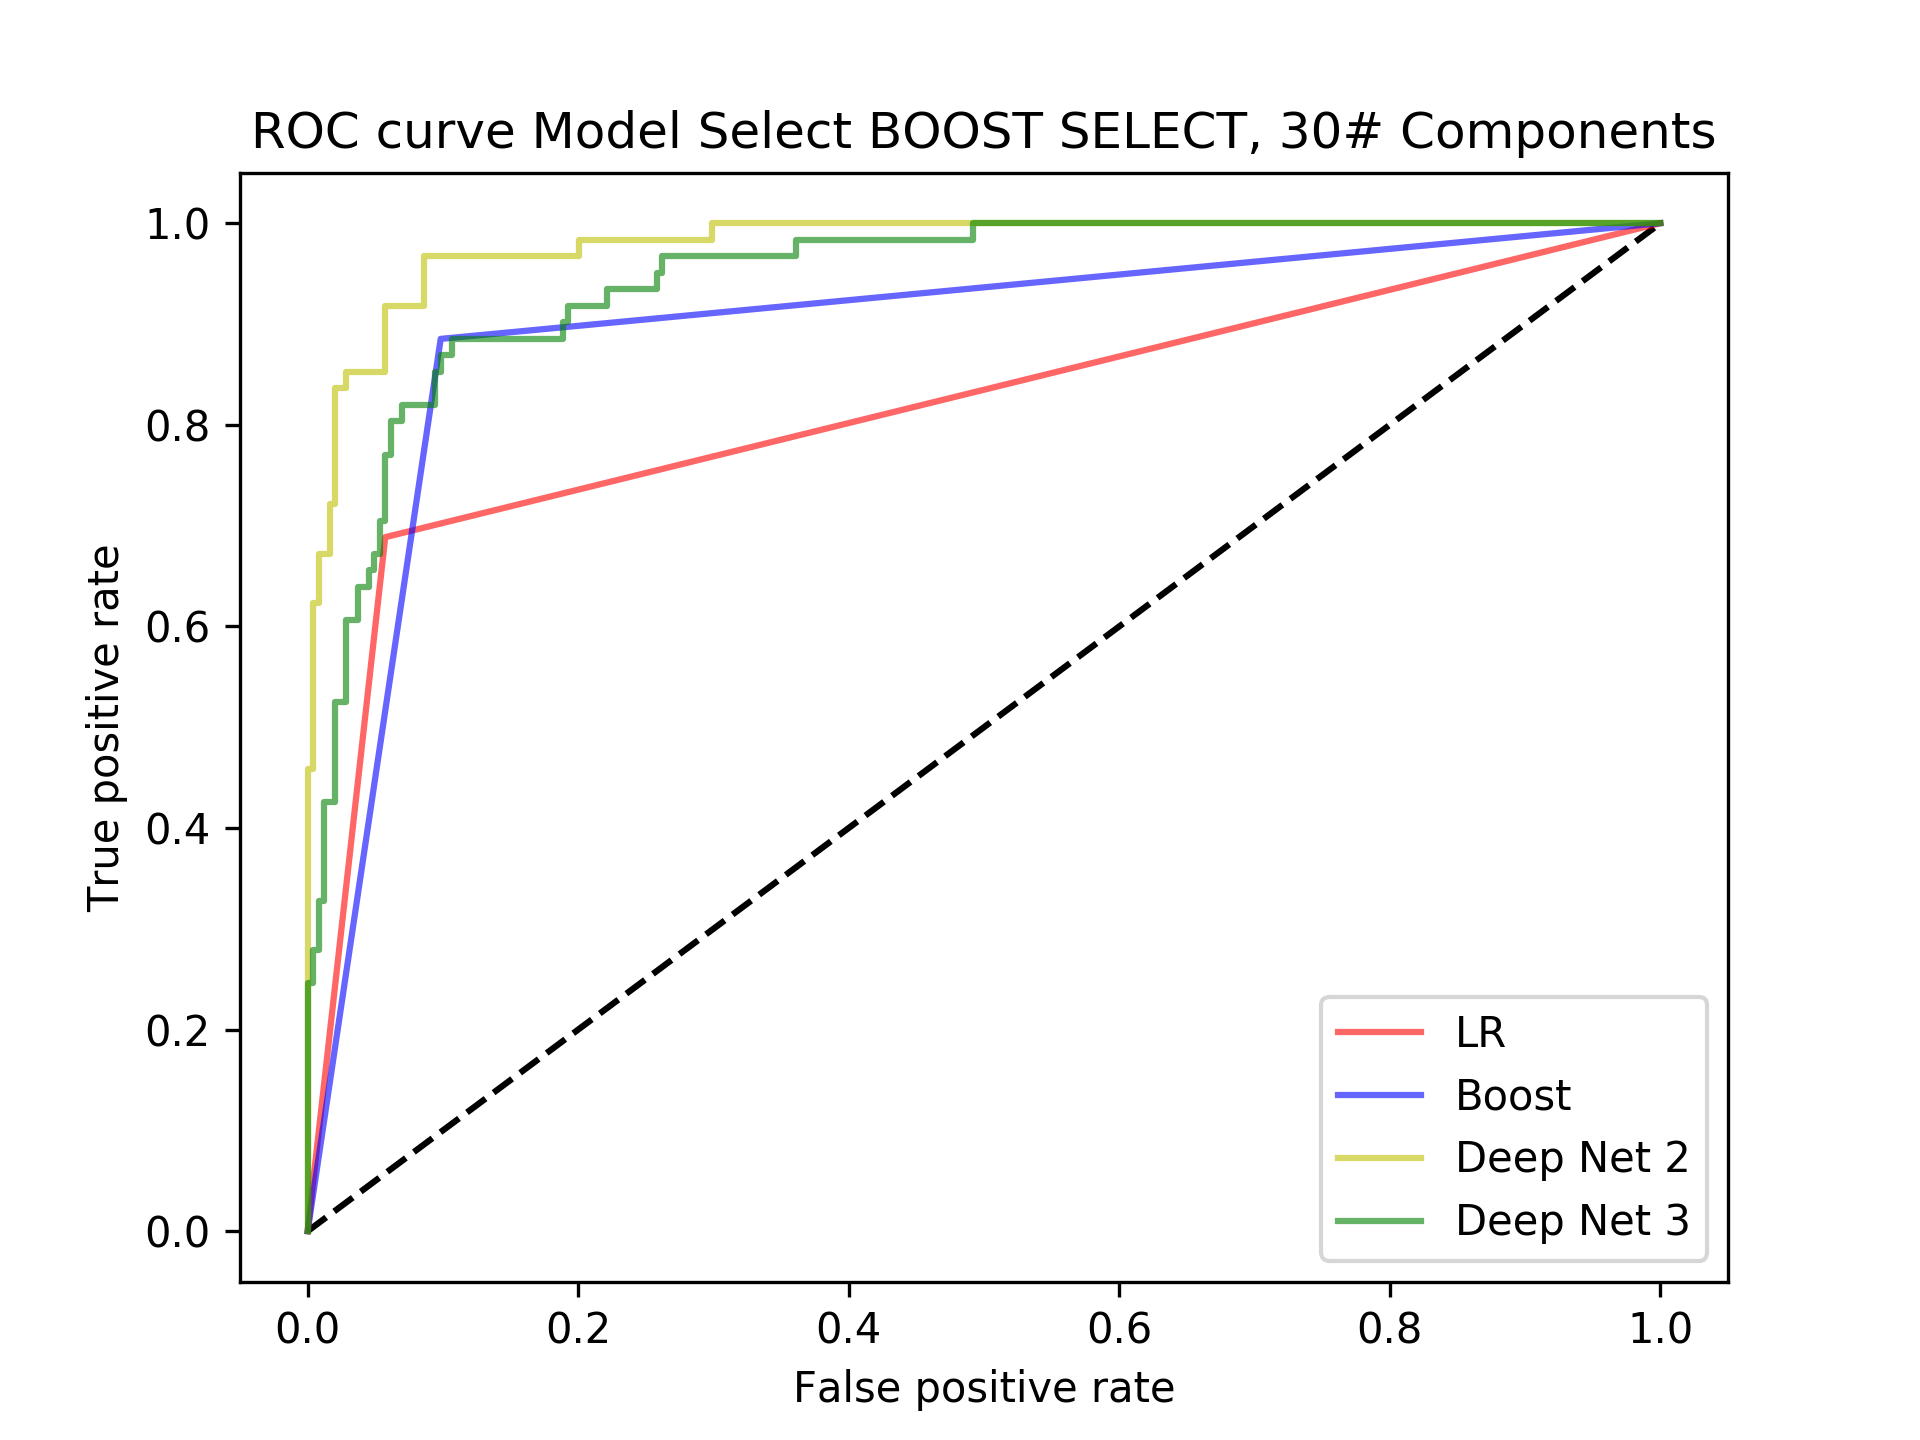 ROC curve Model Select BOOST SELECT, 30# Components
True positive rate
1.0
0.8
0.6
0.4
0.2
0.0
0.0 0.2 0.4 0.6 0.8 1.0
False positive rate
LR
Boost
Deep Net 2
Deep Net 3